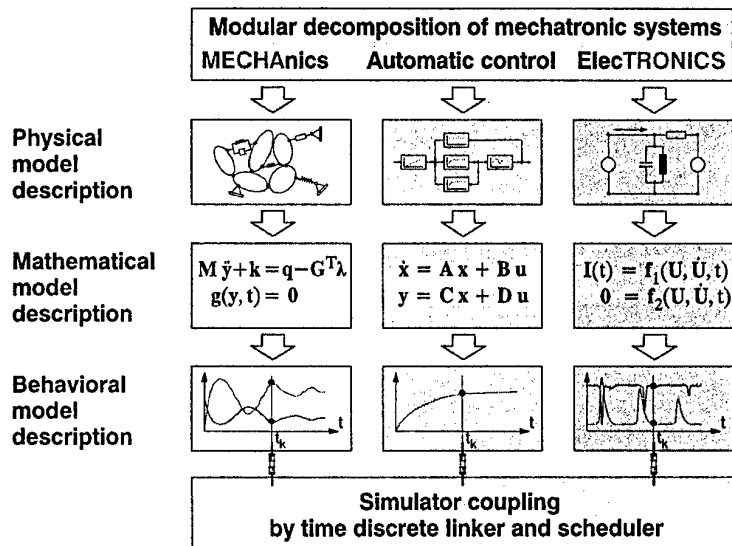 Modular decomposition of mechatronic systems
MECHAnics Automatic control ElecTRONICS
Physical
model
description
Mathematical
model
description
M ÿ + k = q − Gᵀ λ
g(y, t) = 0
ẋ = A x + B u
y = C x + D u
I(t) = f₁(U, U̇, t)
0 = f₂(U, U̇, t)
Behavioral
model
description
t
tₖ
t
tₖ
t
tₖ
Simulator coupling
by time discrete linker and scheduler